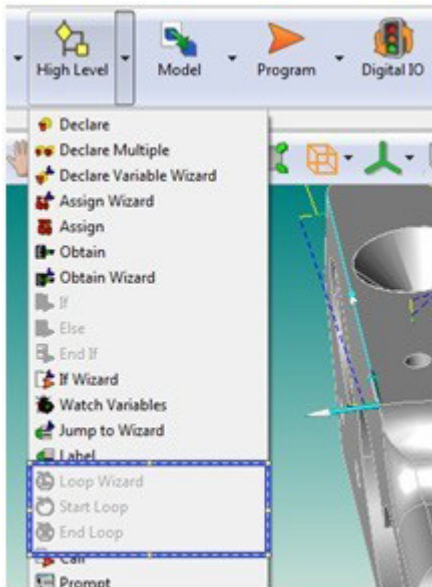 High Level
Model
Program
Digital IO
Declare
Declare Multiple
Declare Variable Wizard
Assign Wizard
Assign
Obtain
Obtain Wizard
If
Else
End If
If Wizard
Watch Variables
Jump to Wizard
Label
Loop Wizard
Start Loop
End Loop
Call
Prompt